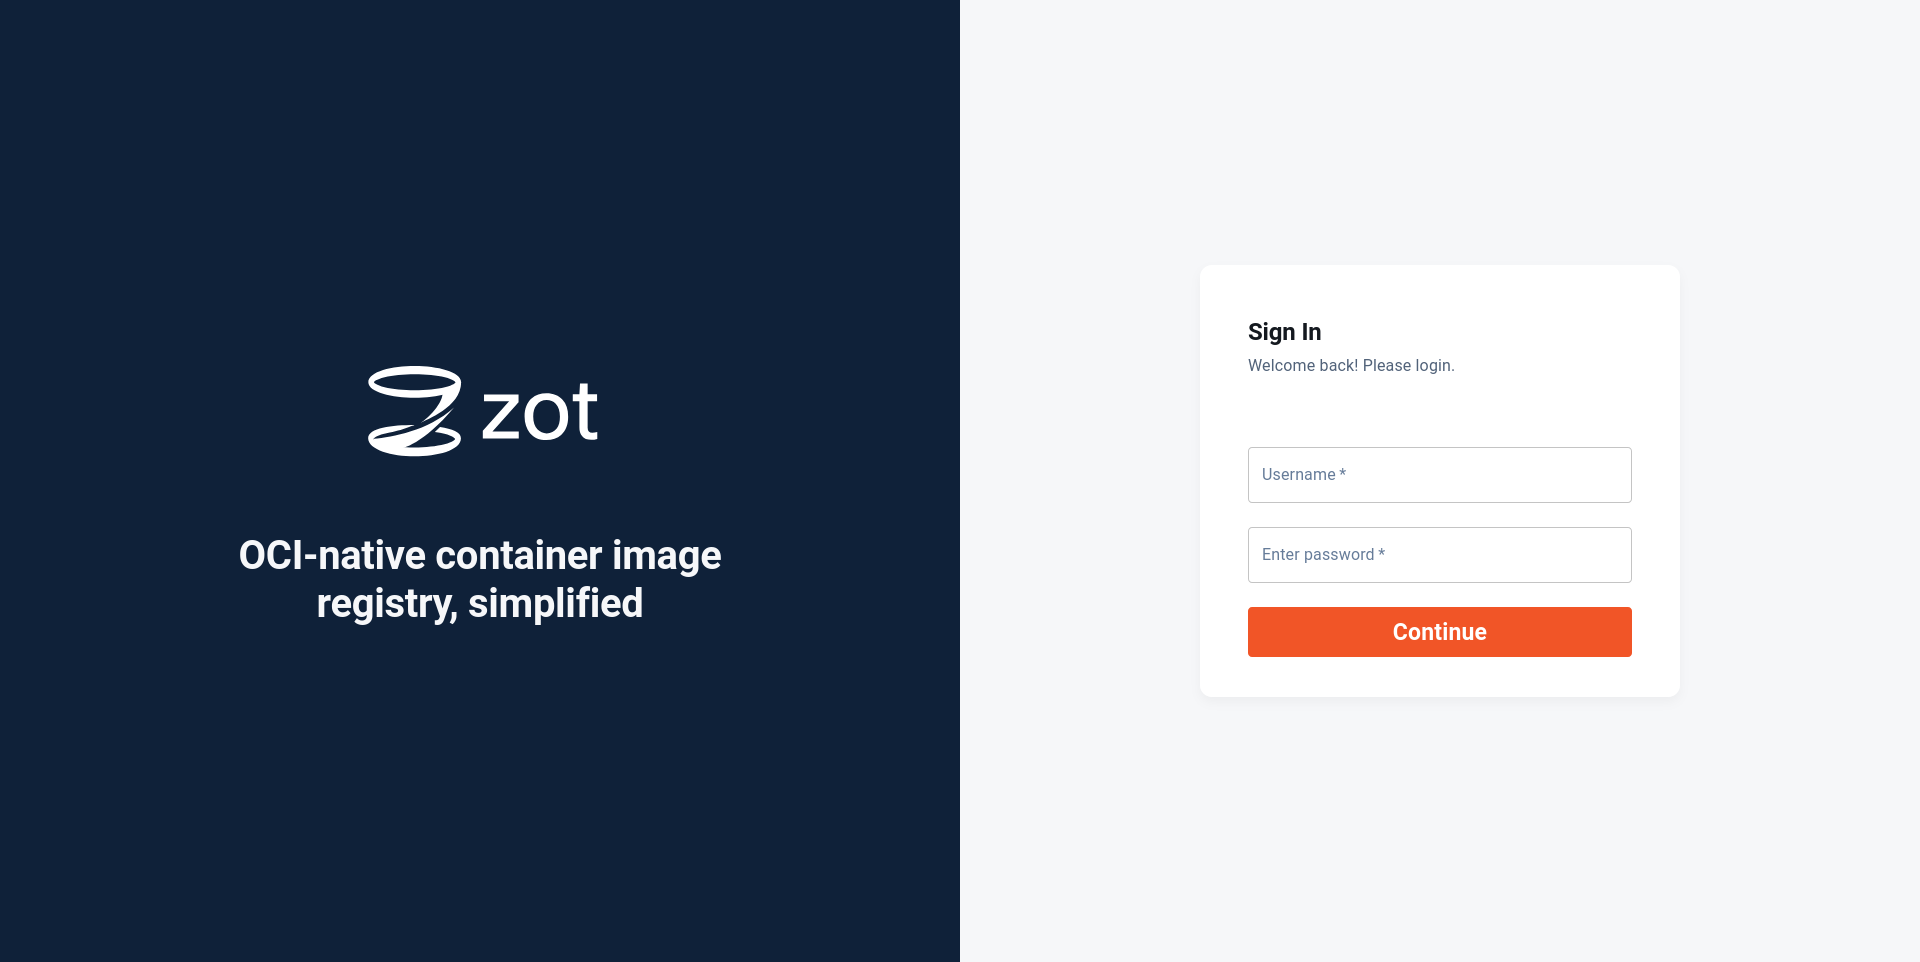 zot
OCI-native container image
registry, simplified
Sign In
Welcome back! Please login.
Username *
Enter password *
Continue